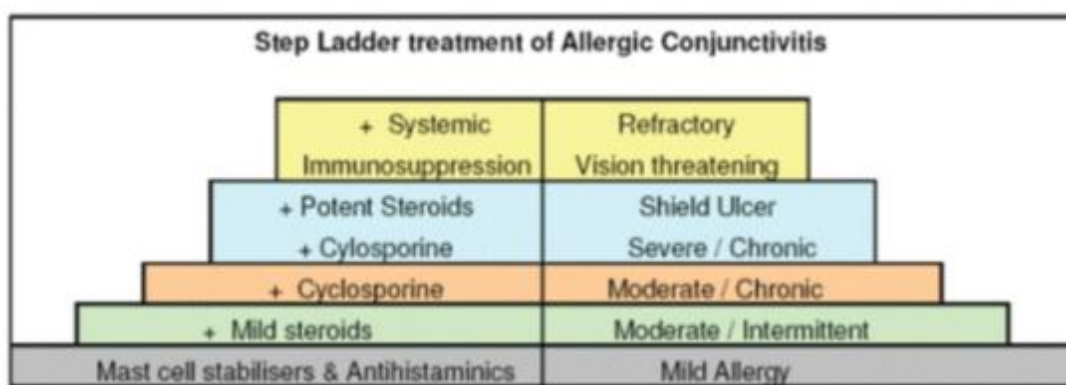 Step Ladder treatment of Allergic Conjunctivitis
+ Systemic Refractory
Immunosuppression Vision threatening
+ Potent Steroids Shield Ulcer
+ Cylosporine Severe / Chronic
+ Cyclosporine Moderate / Chronic
+ Mild steroids Moderate / Intermittent
Mast cell stabilisers & Antihistaminics Mild Allergy